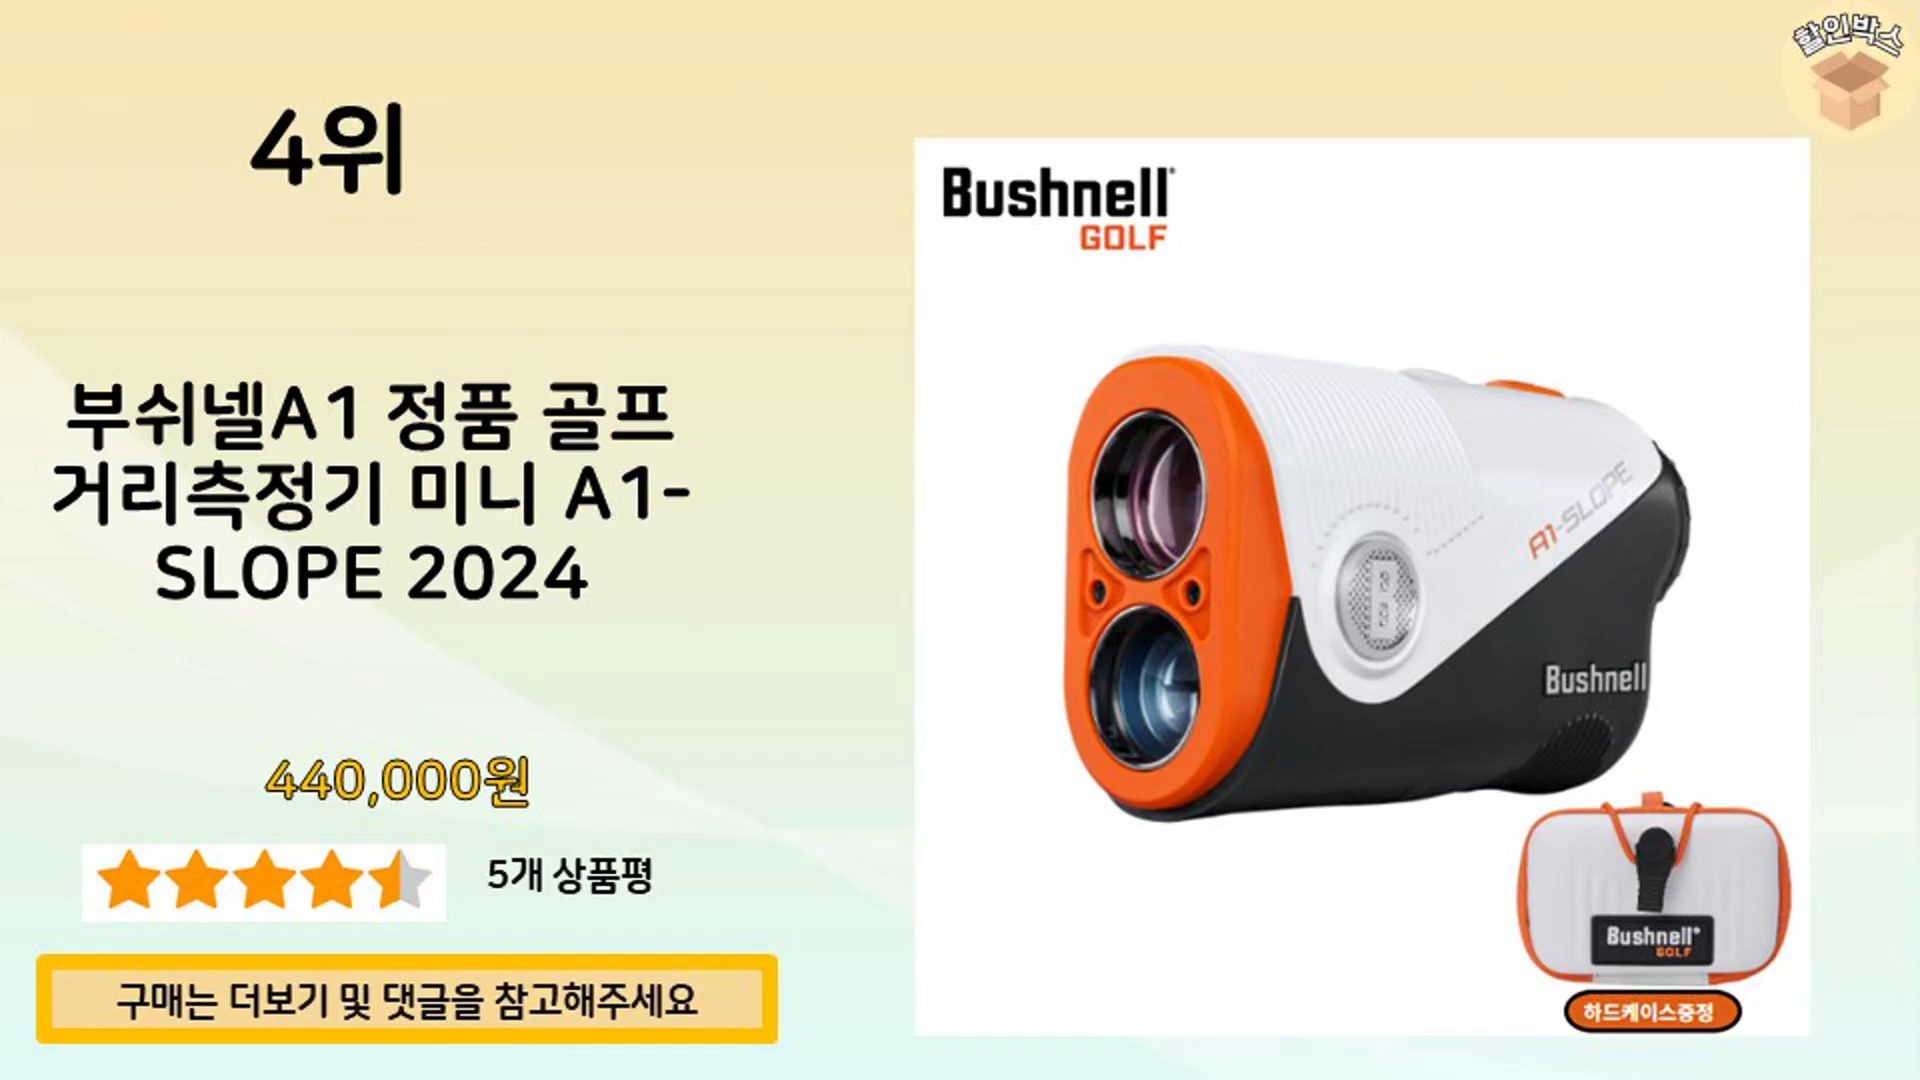 할인박스
4위
부쉬넬A1 정품 골프
거리측정기 미니 A1-
SLOPE 2024
440,000원
5개 상품평
구매는 더보기 및 댓글을 참고해주세요
Bushnell
GOLF
A1-SLOPE
B
Bushnell
Bushnell
GOLF
하드케이스증정